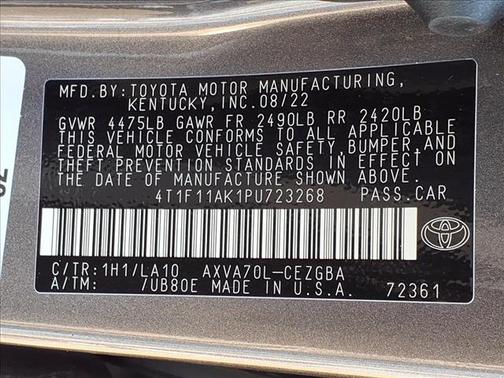 MFD.BY:TOYOTA MOTOR MANUFACTURING,
KENTUCKY, INC.08/22
GVWR 4475LB GAWR FR 2490LB RR 2420LB
THIS VEHICLE CONFORMS TO ALL APPLICABLE
FEDERAL MOTOR VEHICLE SAFETY,BUMPER,AND
THEFT PREVENTION STANDARDS IN EFFECT ON
THE DATE OF MANUFACTURE SHOWN ABOVE.
4T1F11AK1PU723268 PASS.CAR
C/TR:1H1/LA10 AXVA70L-CEZGBA
A/TM: /UB80E MADE IN U.S.A. 72361